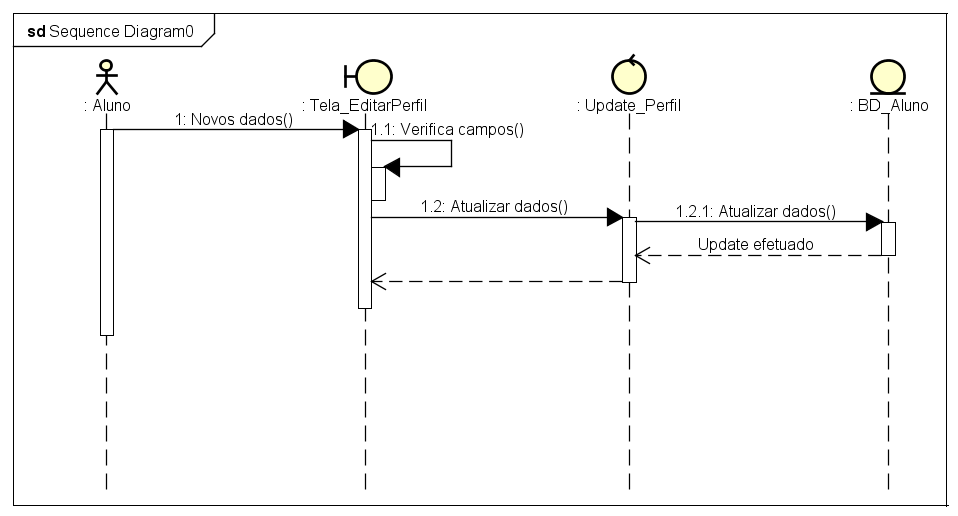 sd Sequence Diagram0
: Aluno
: Tela_EditarPerfil
: Update_Perfil
: BD_Aluno
1: Novos dados()
1.1: Verifica campos()
1.2: Atualizar dados()
1.2.1: Atualizar dados()
Update efetuado